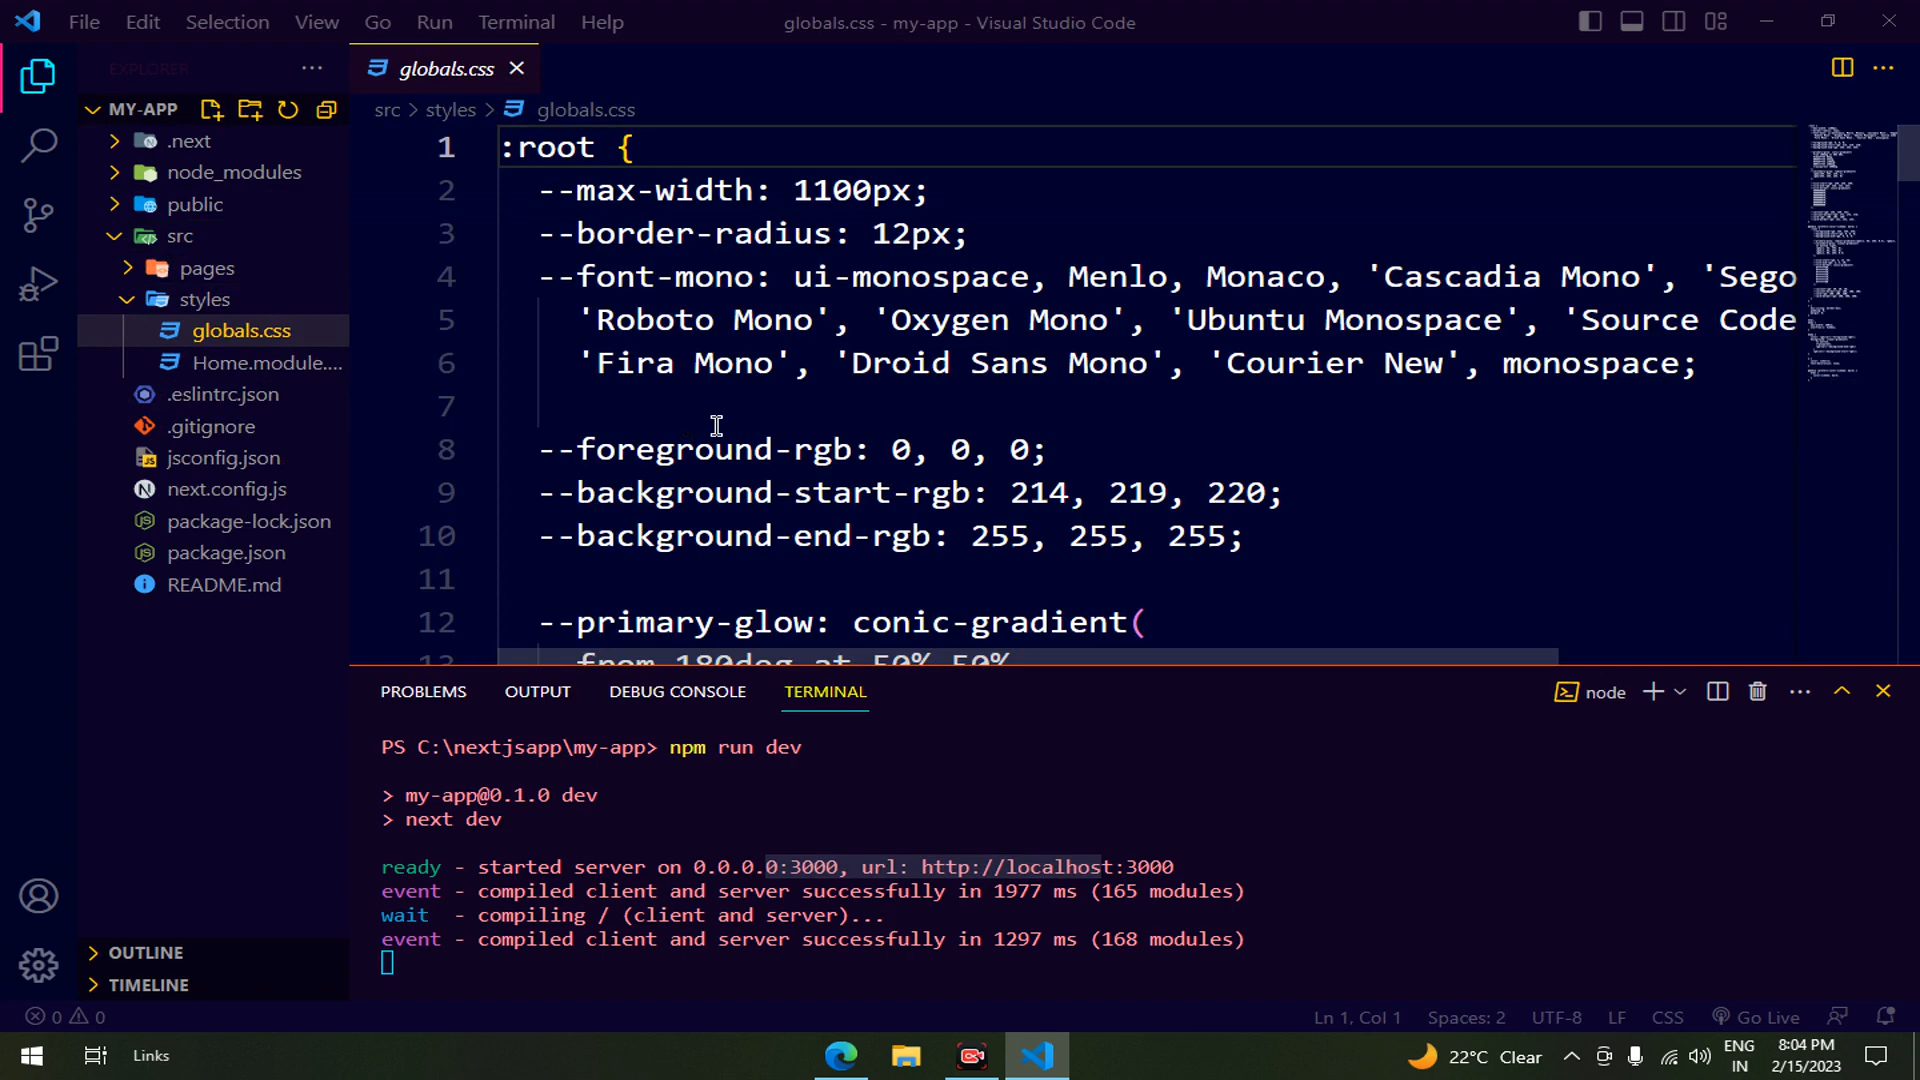 File Edit Selection View Go Run Terminal Help
globals.css - my-app - Visual Studio Code
EXPLORER
MY-APP
.next
node_modules
public
src
pages
styles
globals.css
Home.module....
.eslintrc.json
.gitignore
jsconfig.json
next.config.js
package-lock.json
package.json
README.md
OUTLINE
TIMELINE
globals.css
src > styles > globals.css
1 :root {
2 --max-width: 1100px;
3 --border-radius: 12px;
4 --font-mono: ui-monospace, Menlo, Monaco, 'Cascadia Mono', 'Sego
5 'Roboto Mono', 'Oxygen Mono', 'Ubuntu Monospace', 'Source Code
6 'Fira Mono', 'Droid Sans Mono', 'Courier New', monospace;
7
8 --foreground-rgb: 0, 0, 0;
9 --background-start-rgb: 214, 219, 220;
10 --background-end-rgb: 255, 255, 255;
11
12 --primary-glow: conic-gradient(
13 from 180deg at 50% 50%
PROBLEMS OUTPUT DEBUG CONSOLE TERMINAL
node
PS C:\nextjsapp\my-app> npm run dev
> my-app@0.1.0 dev
> next dev
ready - started server on 0.0.0.0:3000, url: http://localhost:3000
event - compiled client and server successfully in 1977 ms (165 modules)
wait - compiling / (client and server)...
event - compiled client and server successfully in 1297 ms (168 modules)
0 0
Ln 1, Col 1 Spaces: 2 UTF-8 LF CSS Go Live
Links
22°C Clear
ENG
IN
8:04 PM
2/15/2023